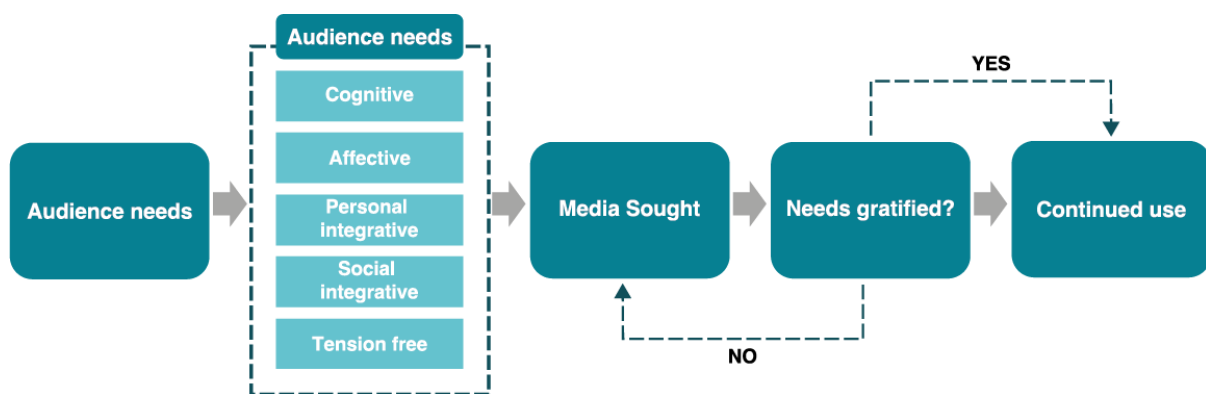 Audience needs
Audience needs
Cognitive
Affective
Personal
integrative
Social
integrative
Tension free
Media Sought
Needs gratified?
YES
NO
Continued use